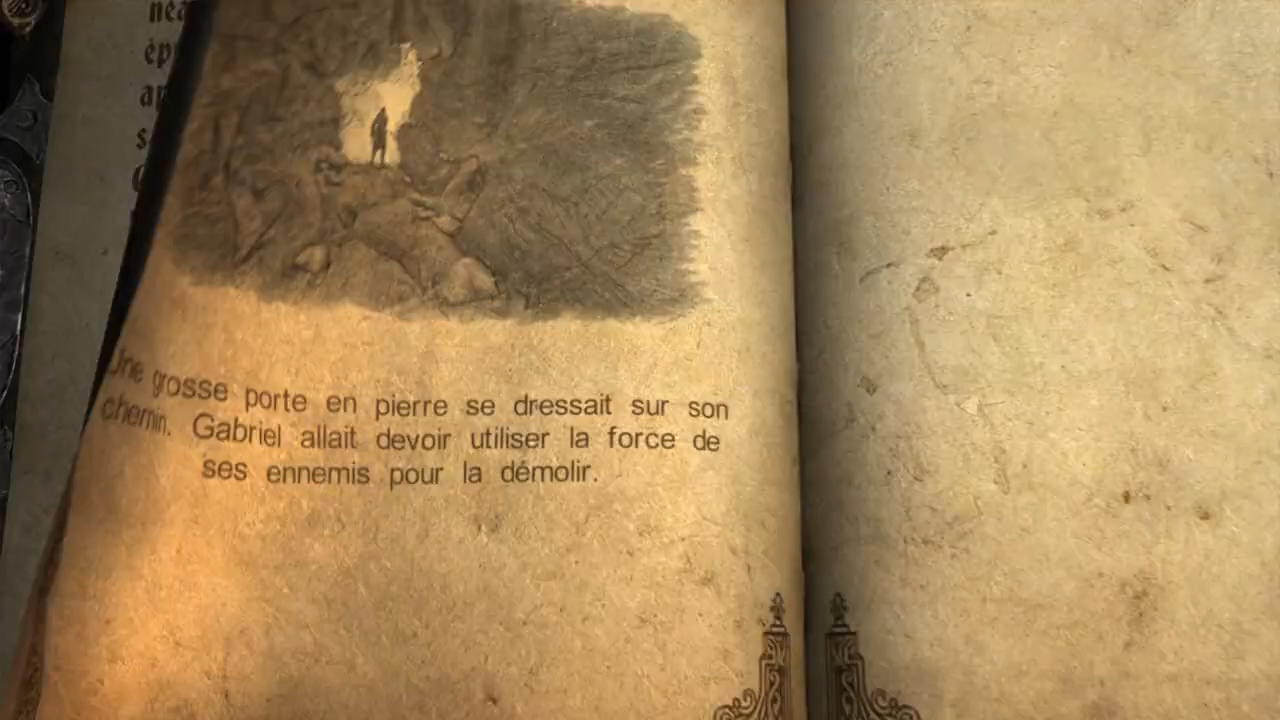 Une grosse porte en pierre se dressait sur son
chemin. Gabriel allait devoir utiliser la force de
ses ennemis pour la démolir.